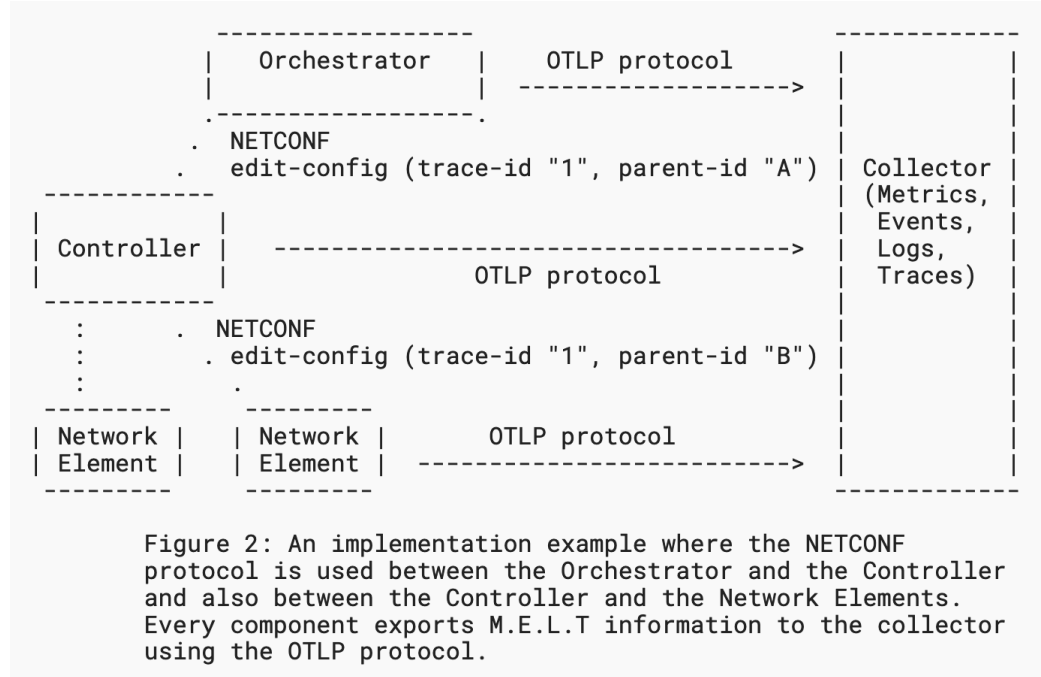 Orchestrator OTLP protocol
NETCONF
edit-config (trace-id "1", parent-id "A")
Collector
(Metrics,
Events,
Controller Logs,
OTLP protocol Traces)
NETCONF
edit-config (trace-id "1", parent-id "B")
Network Network OTLP protocol
Element Element
Figure 2: An implementation example where the NETCONF
protocol is used between the Orchestrator and the Controller
and also between the Controller and the Network Elements.
Every component exports M.E.L.T information to the collector
using the OTLP protocol.